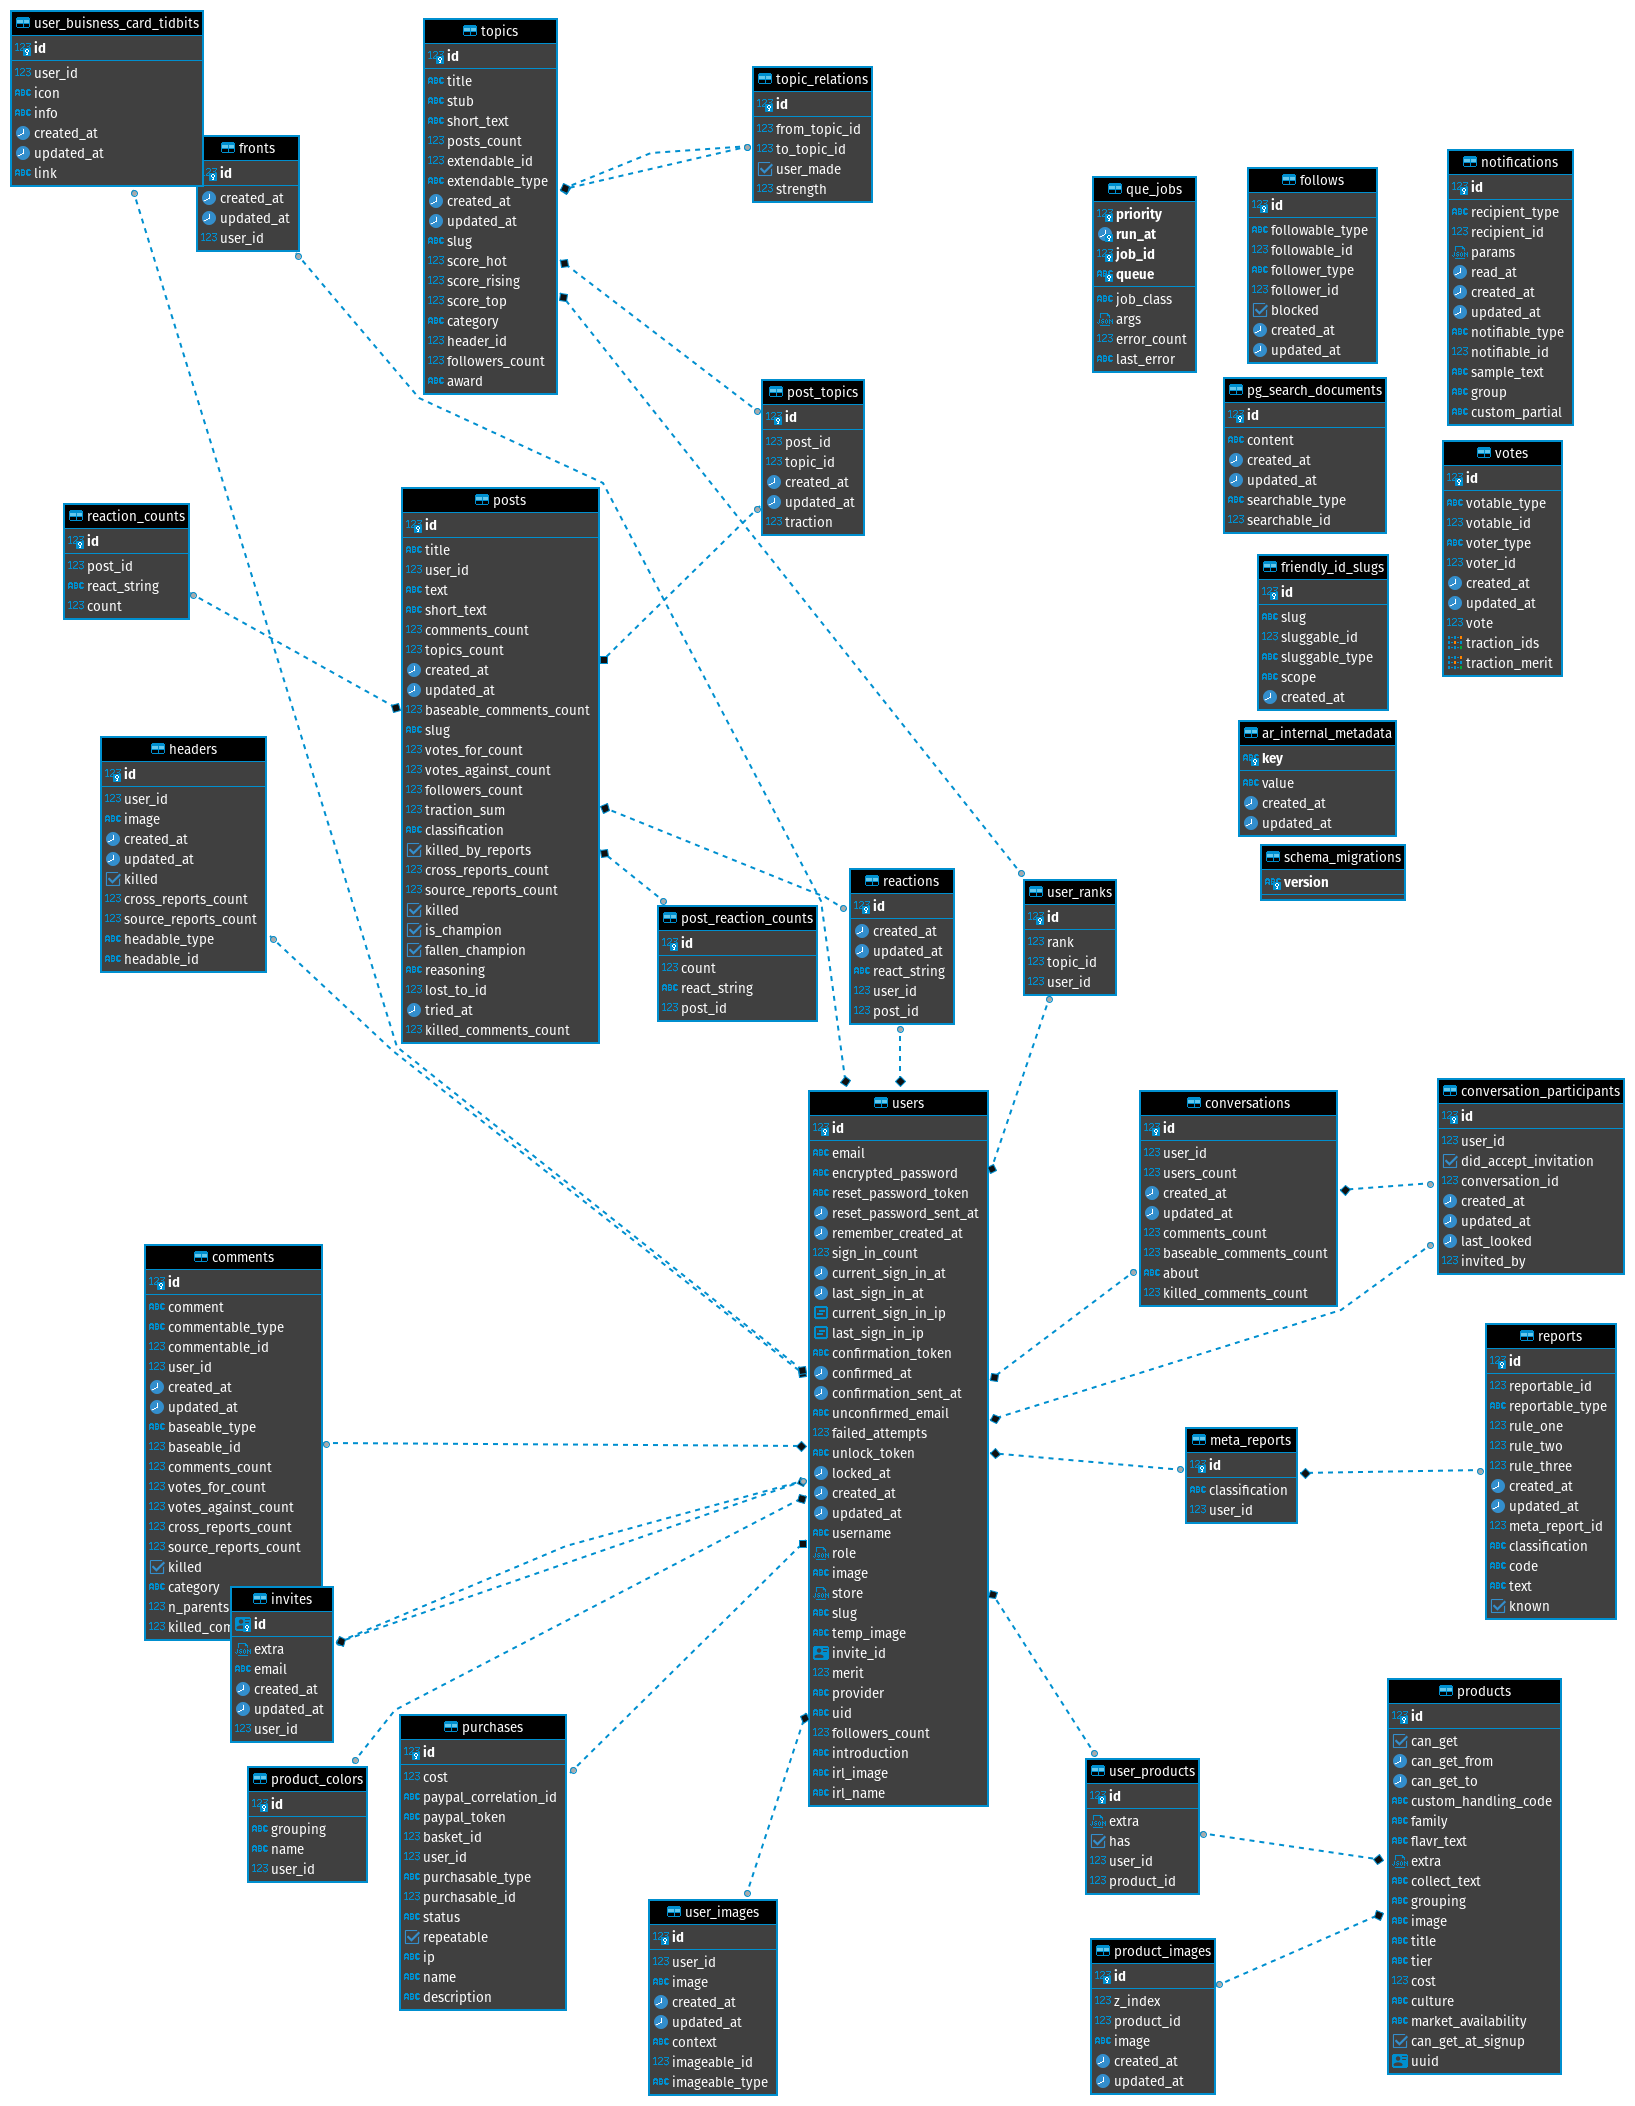 user_buisness_card_tidbits
id
user_id
icon
info
created_at
updated_at
link
fronts
id
created_at
updated_at
user_id
topics
id
title
stub
short_text
posts_count
extendable_id
extendable_type
created_at
updated_at
slug
score_hot
score_rising
score_top
category
header_id
followers_count
award
topic_relations
id
from_topic_id
to_topic_id
user_made
strength
que_jobs
priority
run_at
job_id
queue
job_class
args
error_count
last_error
follows
id
followable_type
followable_id
follower_type
follower_id
blocked
created_at
updated_at
notifications
id
recipient_type
recipient_id
params
read_at
created_at
updated_at
notifiable_type
notifiable_id
sample_text
group
custom_partial
post_topics
id
post_id
topic_id
created_at
updated_at
traction
pg_search_documents
id
content
created_at
updated_at
searchable_type
searchable_id
votes
id
votable_type
votable_id
voter_type
voter_id
created_at
updated_at
vote
traction_ids
traction_merit
reaction_counts
id
post_id
react_string
count
posts
id
title
user_id
text
short_text
comments_count
topics_count
created_at
updated_at
baseable_comments_count
slug
votes_for_count
votes_against_count
followers_count
traction_sum
classification
killed_by_reports
cross_reports_count
source_reports_count
killed
is_champion
fallen_champion
reasoning
lost_to_id
tried_at
killed_comments_count
friendly_id_slugs
id
slug
sluggable_id
sluggable_type
scope
created_at
ar_internal_metadata
key
value
created_at
updated_at
schema_migrations
version
headers
id
user_id
image
created_at
updated_at
killed
cross_reports_count
source_reports_count
headable_type
headable_id
post_reaction_counts
id
count
react_string
post_id
reactions
id
created_at
updated_at
react_string
user_id
post_id
user_ranks
id
rank
topic_id
user_id
users
id
email
encrypted_password
reset_password_token
reset_password_sent_at
remember_created_at
sign_in_count
current_sign_in_at
last_sign_in_at
current_sign_in_ip
last_sign_in_ip
confirmation_token
confirmed_at
confirmation_sent_at
unconfirmed_email
failed_attempts
unlock_token
locked_at
created_at
updated_at
username
role
image
store
slug
temp_image
invite_id
merit
provider
uid
followers_count
introduction
irl_image
irl_name
conversations
id
user_id
users_count
created_at
updated_at
comments_count
baseable_comments_count
about
killed_comments_count
conversation_participants
id
user_id
did_accept_invitation
conversation_id
created_at
updated_at
last_looked
invited_by
comments
id
comment
commentable_type
commentable_id
user_id
created_at
updated_at
baseable_type
baseable_id
comments_count
votes_for_count
votes_against_count
cross_reports_count
source_reports_count
killed
category
n_parents
killed_con
invites
id
extra
email
created_at
updated_at
user_id
meta_reports
id
classification
user_id
reports
id
reportable_id
reportable_type
rule_one
rule_two
rule_three
created_at
updated_at
meta_report_id
classification
code
text
known
product_colors
id
grouping
name
user_id
purchases
id
cost
paypal_correlation_id
paypal_token
basket_id
user_id
purchasable_type
purchasable_id
status
repeatable
ip
name
description
user_images
id
user_id
image
created_at
updated_at
context
imageable_id
imageable_type
user_products
id
extra
has
user_id
product_id
product_images
id
z_index
product_id
image
created_at
updated_at
products
id
can_get
can_get_from
can_get_to
custom_handling_code
family
flavr_text
extra
collect_text
grouping
image
title
tier
cost
culture
market_availability
can_get_at_signup
uuid